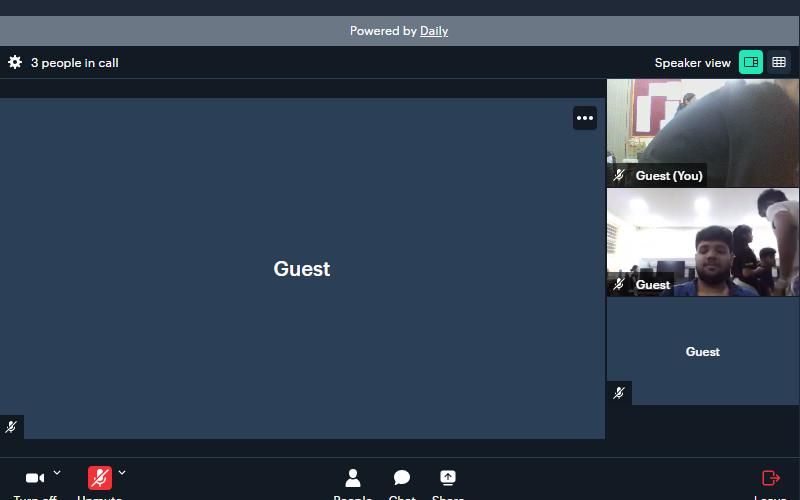 Powered by Daily
3 people in call
Speaker view
Guest (You)
Guest
Guest
Guest
Turn off
Unmute
People
Chat
Share
Leave